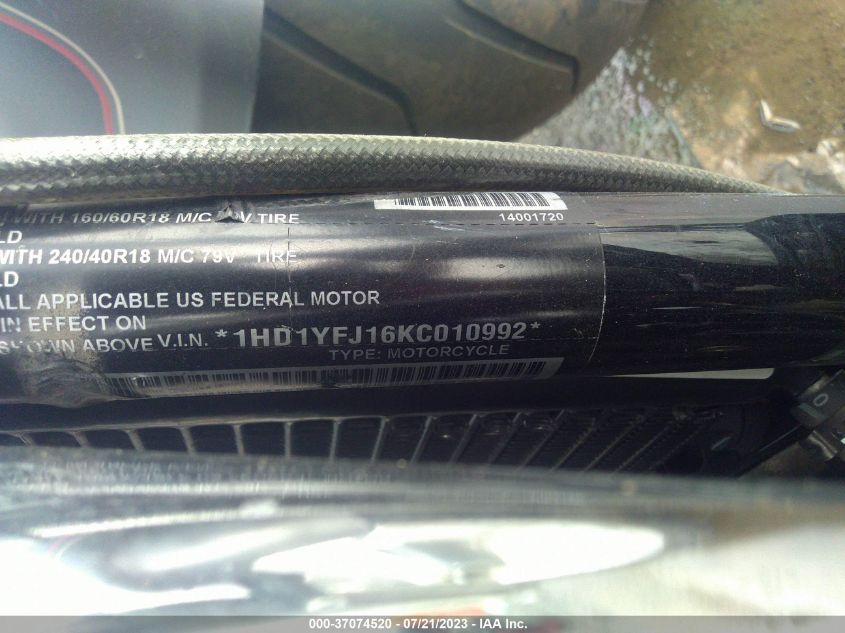 WITH 160/60R18 M/C V TIRE
14001720
LD
WITH 240/40R18 M/C 79V TIRE
LD
ALL APPLICABLE US FEDERAL MOTOR
IN EFFECT ON
SHOWN ABOVE V.I.N. *1HD1YFJ16KC010992*
TYPE: MOTORCYCLE
000-37074520 - 07/21/2023 - IAA Inc.